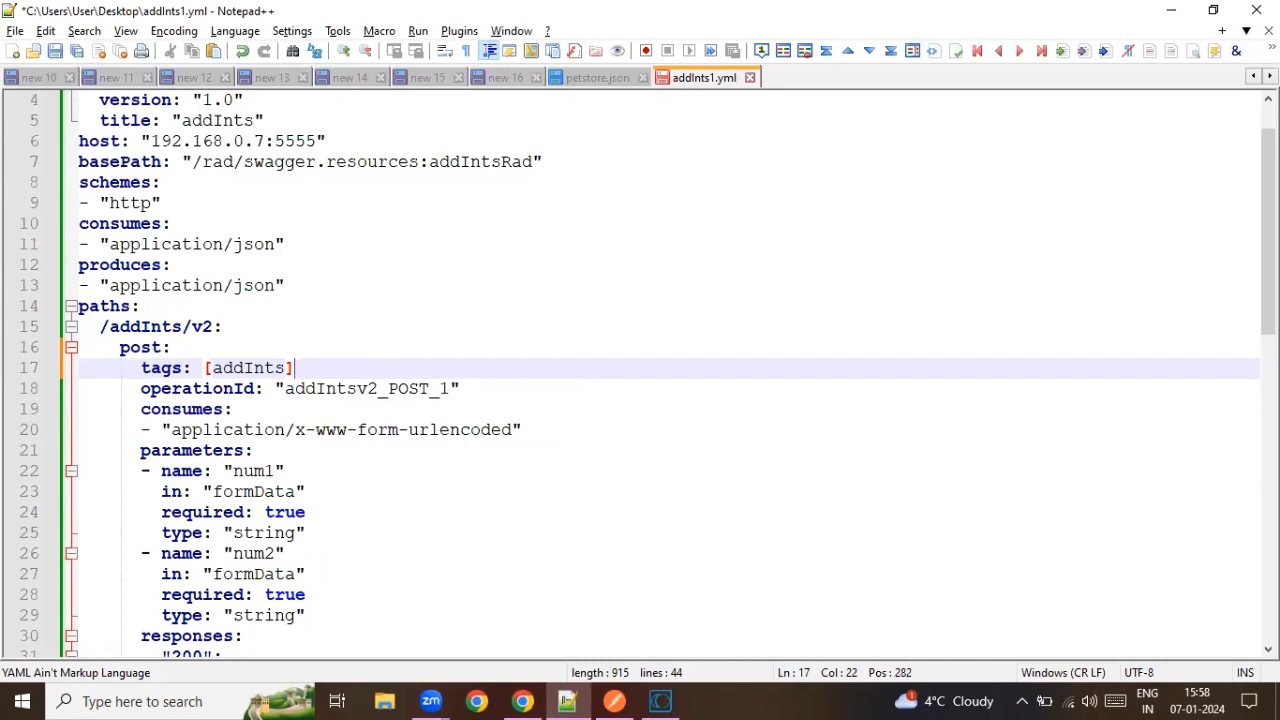 *C:\Users\User\Desktop\addInts1.yml - Notepad++
File Edit Search View Encoding Language Settings Tools Macro Run Plugins Window ?
new 10 new 11 new 12 new 13 new 14 new 15 new 16 petstore.json addInts1.yml
4 version: "1.0"
5 title: "addInts"
6 host: "192.168.0.7:5555"
7 basePath: "/rad/swagger.resources:addIntsRad"
8 schemes:
9 - "http"
10 consumes:
11 - "application/json"
12 produces:
13 - "application/json"
14 paths:
15 /addInts/v2:
16 post:
17 tags: [addInts]
18 operationId: "addIntsv2_POST_1"
19 consumes:
20 - "application/x-www-form-urlencoded"
21 parameters:
22 - name: "num1"
23 in: "formData"
24 required: true
25 type: "string"
26 - name: "num2"
27 in: "formData"
28 required: true
29 type: "string"
30 responses:
31 "200":
YAML Ain't Markup Language length : 915 lines : 44 Ln : 17 Col : 22 Pos : 282 Windows (CR LF) UTF-8 INS
Type here to search zm 1 4°C Cloudy ENG IN 15:58 07-01-2024